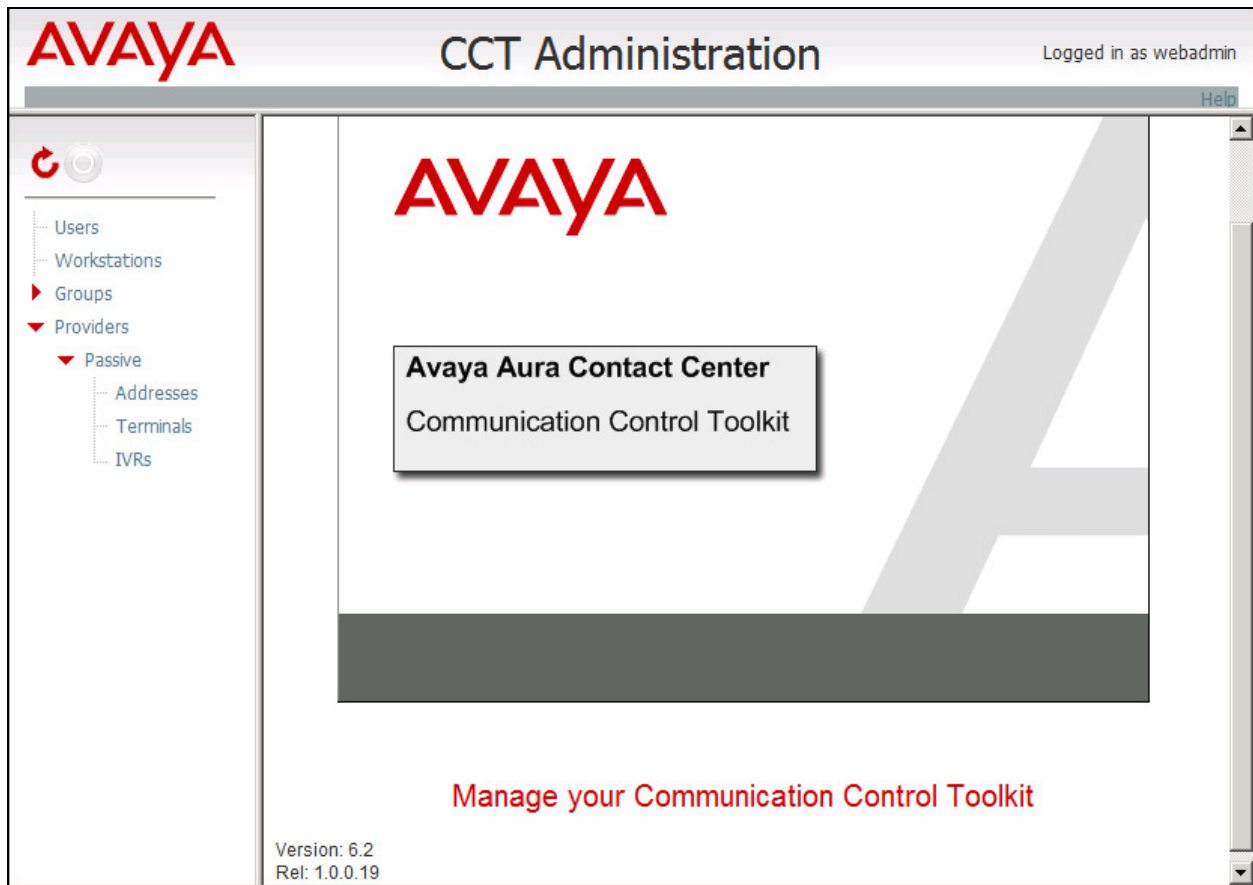 AVAYA
CCT Administration
Logged in as webadmin
Help
Users
Workstations
Groups
Providers
Passive
Addresses
Terminals
IVRs
AVAYA
Avaya Aura Contact Center
Communication Control Toolkit
Manage your Communication Control Toolkit
Version: 6.2
Rel: 1.0.0.19